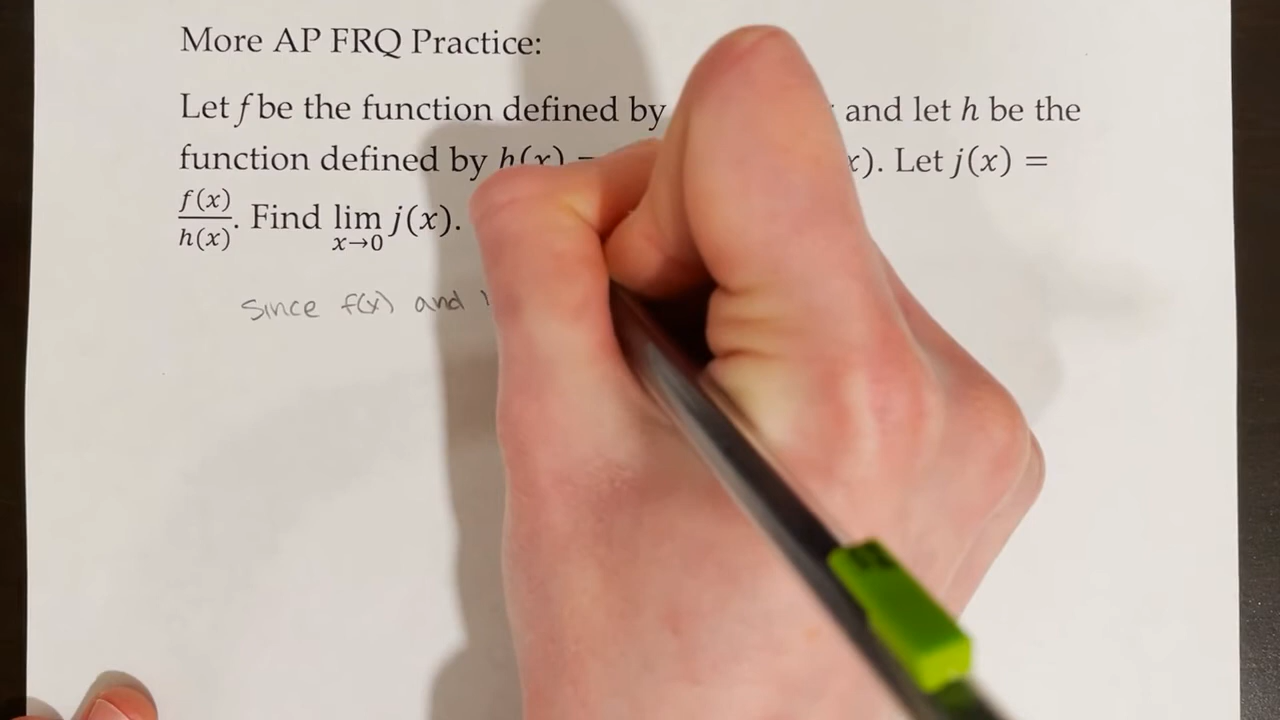 More AP FRQ Practice:
Let f be the function defined by and let h be the
function defined by h(x) = x). Let j(x) =
f(x)/h(x). Find lim x→0 j(x).
Since f(x) and